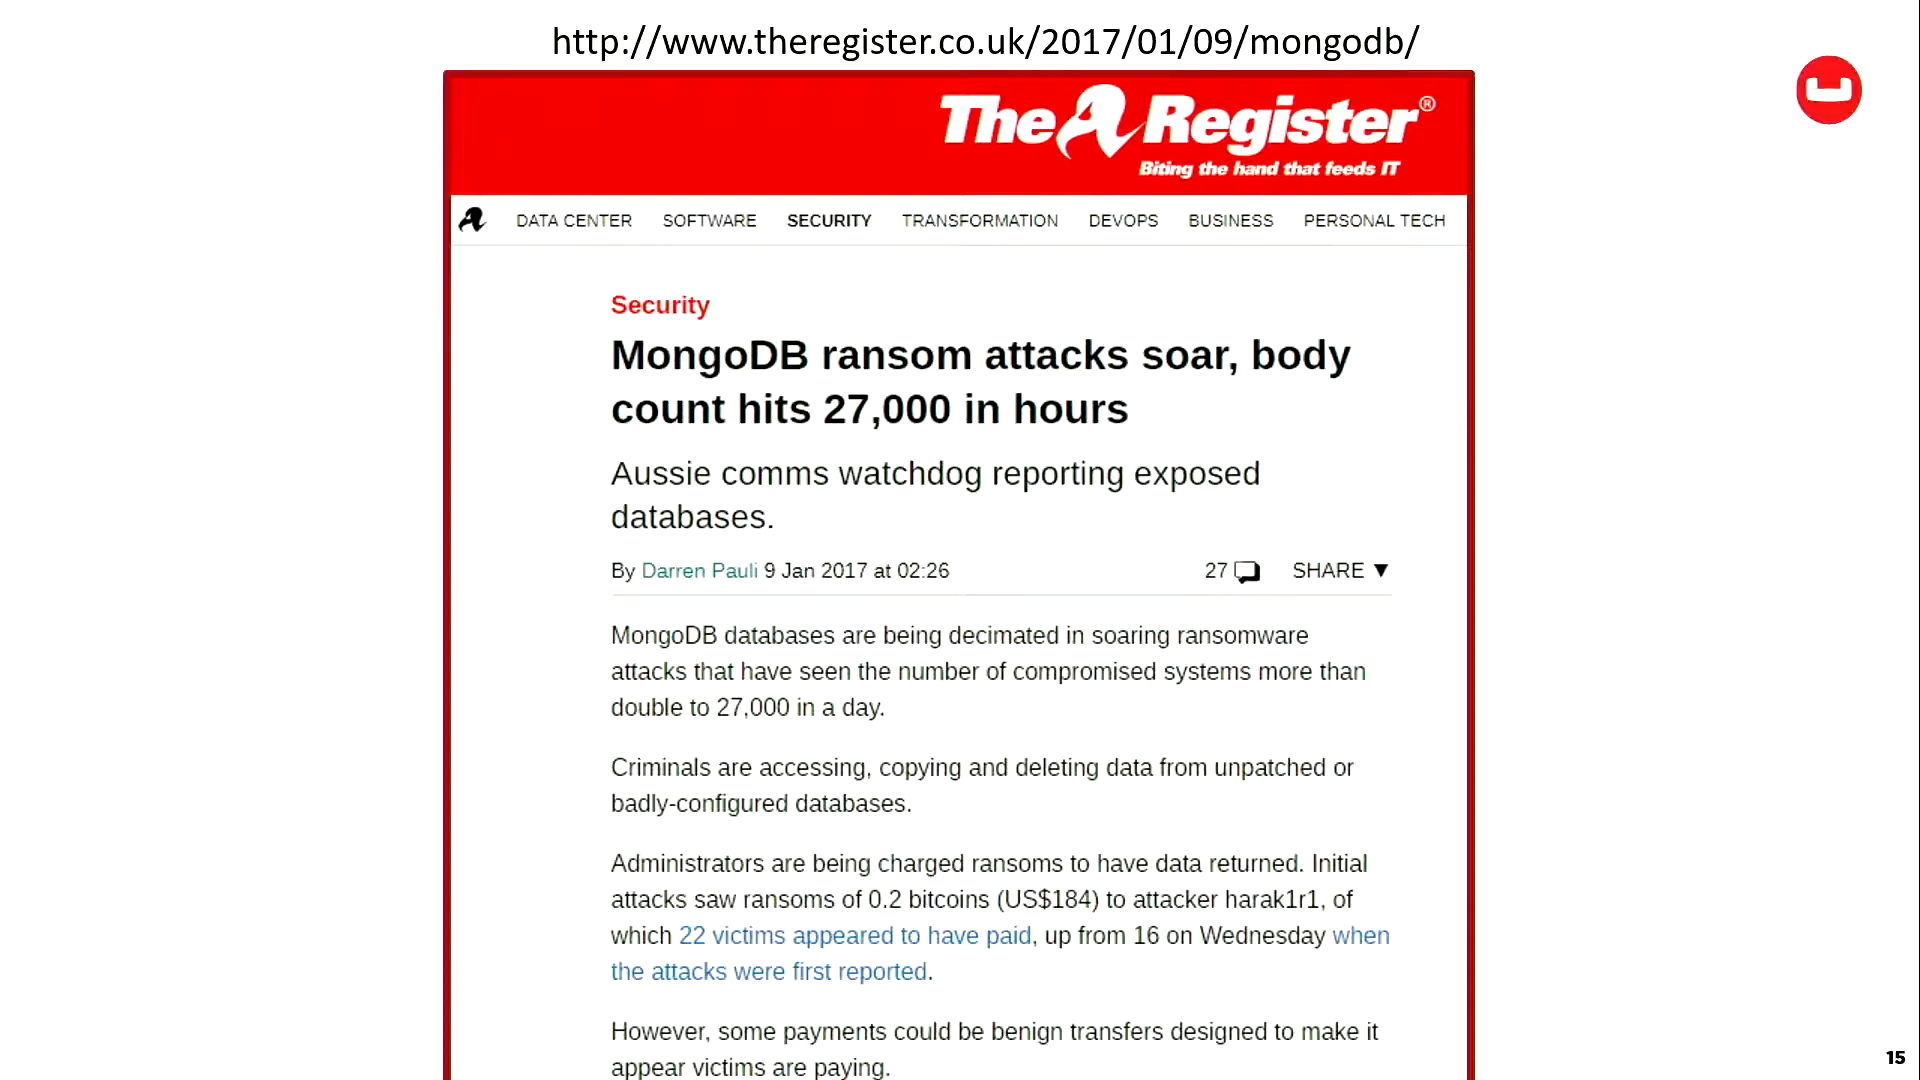 http://www.theregister.co.uk/2017/01/09/mongodb/
The Register®
Biting the hand that feeds IT
DATA CENTER SOFTWARE SECURITY TRANSFORMATION DEVOPS BUSINESS PERSONAL TECH
Security
MongoDB ransom attacks soar, body
count hits 27,000 in hours
Aussie comms watchdog reporting exposed
databases.
By Darren Pauli 9 Jan 2017 at 02:26 27 SHARE ▼
MongoDB databases are being decimated in soaring ransomware
attacks that have seen the number of compromised systems more than
double to 27,000 in a day.
Criminals are accessing, copying and deleting data from unpatched or
badly-configured databases.
Administrators are being charged ransoms to have data returned. Initial
attacks saw ransoms of 0.2 bitcoins (US$184) to attacker harak1r1, of
which 22 victims appeared to have paid, up from 16 on Wednesday when
the attacks were first reported.
However, some payments could be benign transfers designed to make it
appear victims are paying.
15